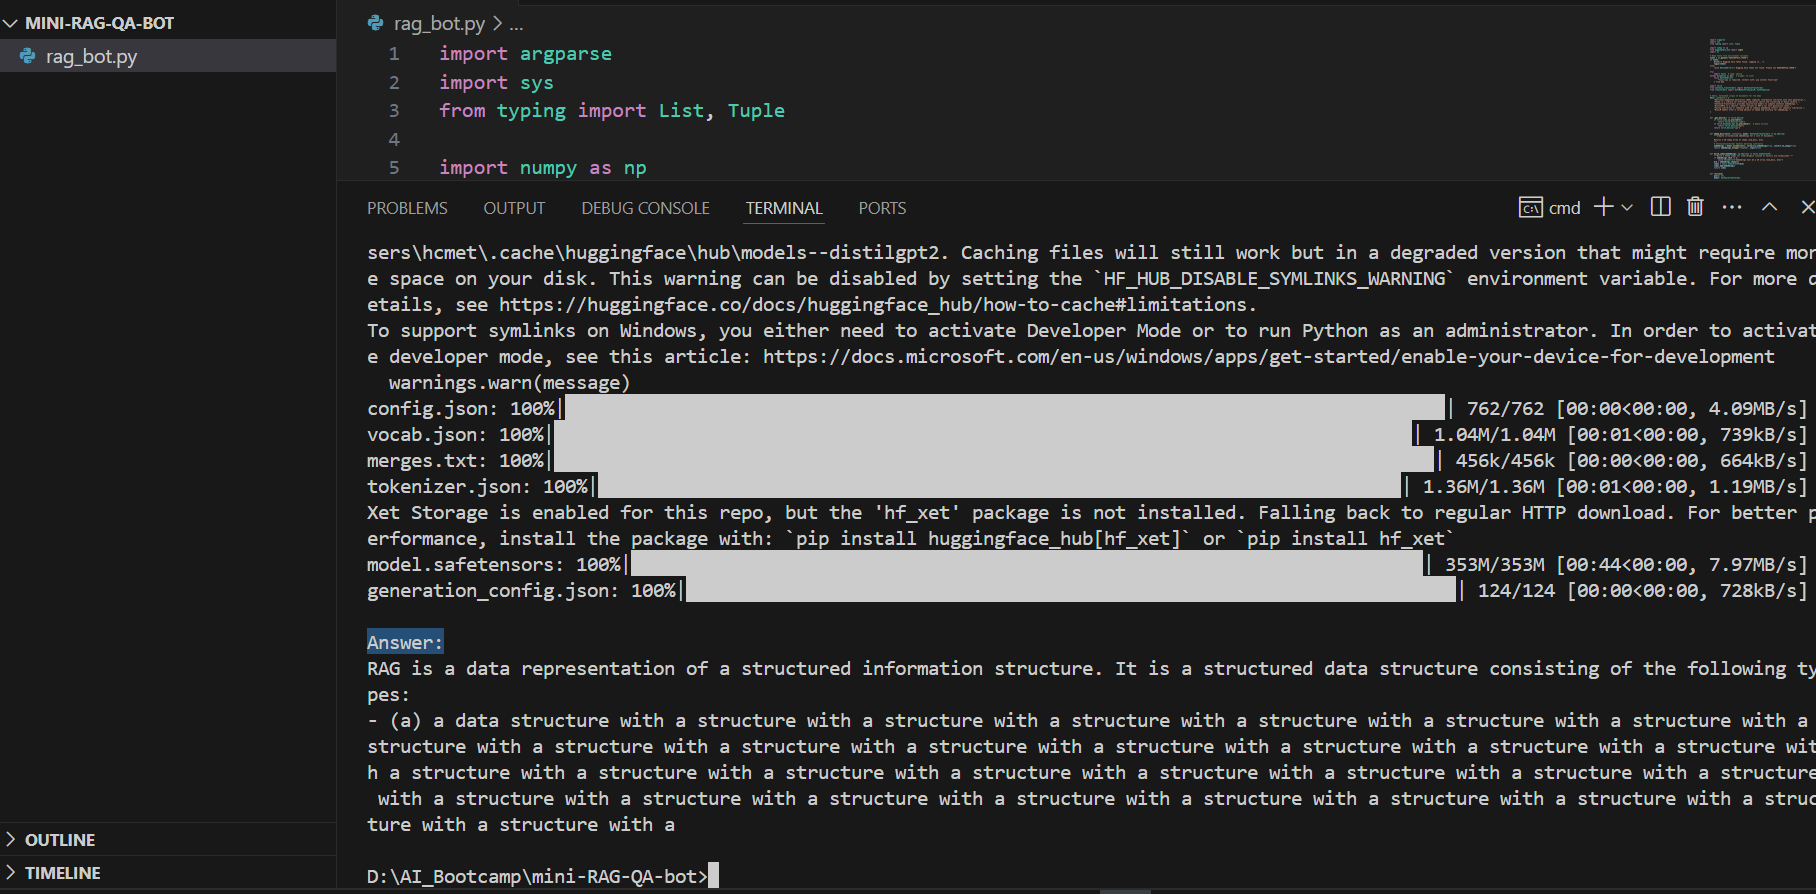 MINI-RAG-QA-BOT
rag_bot.py
rag_bot.py > ...
1 import argparse
2 import sys
3 from typing import List, Tuple
4
5 import numpy as np
PROBLEMS OUTPUT DEBUG CONSOLE TERMINAL PORTS
cmd
sers\hcmet\.cache\huggingface\hub\models--distilgpt2. Caching files will still work but in a degraded version that might require mor
e space on your disk. This warning can be disabled by setting the `HF_HUB_DISABLE_SYMLINKS_WARNING` environment variable. For more d
etails, see https://huggingface.co/docs/huggingface_hub/how-to-cache#limitations.
To support symlinks on Windows, you either need to activate Developer Mode or to run Python as an administrator. In order to activat
e developer mode, see this article: https://docs.microsoft.com/en-us/windows/apps/get-started/enable-your-device-for-development
  warnings.warn(message)
config.json: 100%| | 762/762 [00:00<00:00, 4.09MB/s]
vocab.json: 100%| | 1.04M/1.04M [00:01<00:00, 739kB/s]
merges.txt: 100%| | 456k/456k [00:00<00:00, 664kB/s]
tokenizer.json: 100%| | 1.36M/1.36M [00:01<00:00, 1.19MB/s]
Xet Storage is enabled for this repo, but the 'hf_xet' package is not installed. Falling back to regular HTTP download. For better p
erformance, install the package with: `pip install huggingface_hub[hf_xet]` or `pip install hf_xet`
model.safetensors: 100%| | 353M/353M [00:44<00:00, 7.97MB/s]
generation_config.json: 100%| | 124/124 [00:00<00:00, 728kB/s]
Answer:
RAG is a data representation of a structured information structure. It is a structured data structure consisting of the following ty
pes:
- (a) a data structure with a structure with a structure with a structure with a structure with a structure with a structure with a
structure with a structure with a structure with a structure with a structure with a structure with a structure with a structure wit
h a structure with a structure with a structure with a structure with a structure with a structure with a structure with a structure
 with a structure with a structure with a structure with a structure with a structure with a structure with a structure with a struc
ture with a structure with a
D:\AI_Bootcamp\mini-RAG-QA-bot>
OUTLINE
TIMELINE